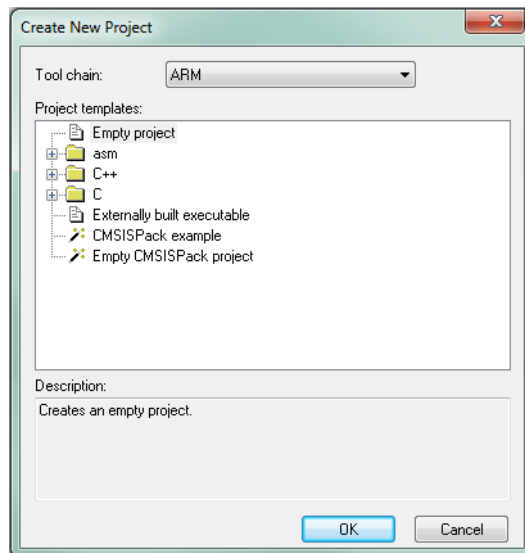 Create New Project
Tool chain: ARM
Project templates:
Empty project
asm
C++
C
Externally built executable
CMSISPack example
Empty CMSISPack project
Description:
Creates an empty project.
OK Cancel